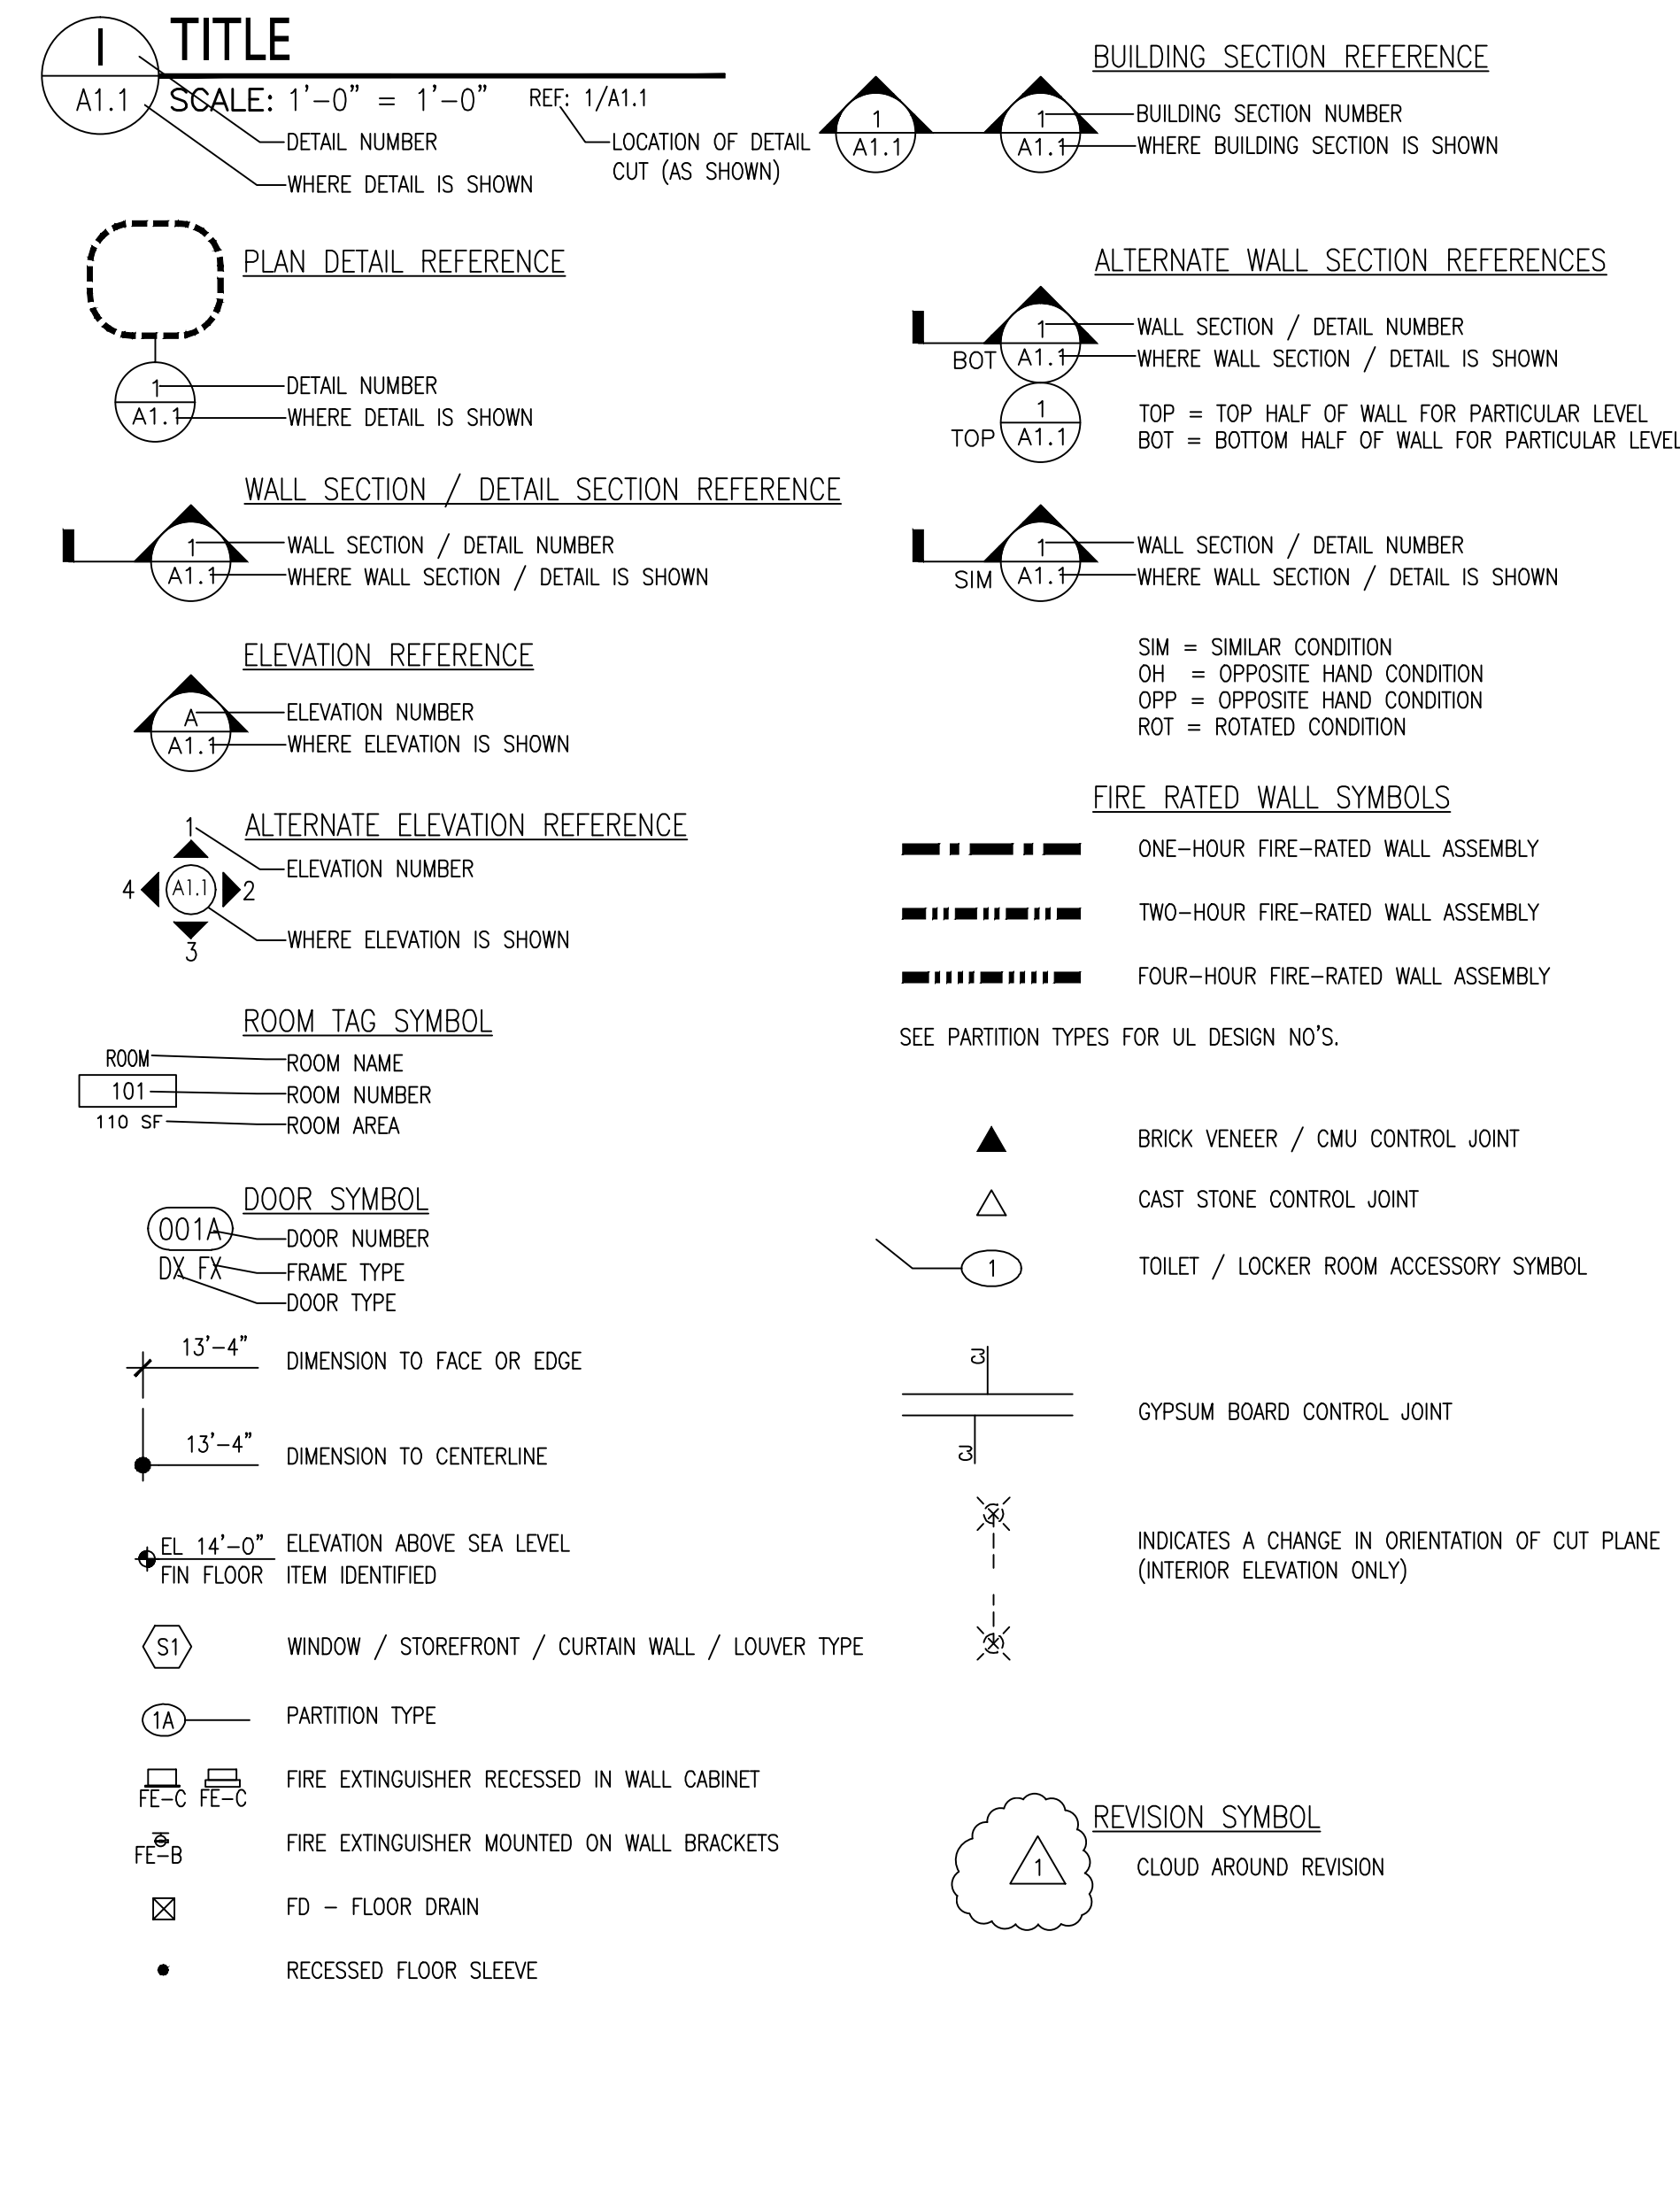 1
TITLE
A1.1
SCALE: 1'-0" = 1'-0"
REF: 1/A1.1
DETAIL NUMBER
WHERE DETAIL IS SHOWN
LOCATION OF DETAIL
CUT (AS SHOWN)
PLAN DETAIL REFERENCE
1
A1.1
DETAIL NUMBER
WHERE DETAIL IS SHOWN
WALL SECTION / DETAIL SECTION REFERENCE
1
A1.1
WALL SECTION / DETAIL NUMBER
WHERE WALL SECTION / DETAIL IS SHOWN
ELEVATION REFERENCE
A
A1.1
ELEVATION NUMBER
WHERE ELEVATION IS SHOWN
ALTERNATE ELEVATION REFERENCE
1
4
A1.1
2
3
ELEVATION NUMBER
WHERE ELEVATION IS SHOWN
ROOM TAG SYMBOL
ROOM
101
110 SF
ROOM NAME
ROOM NUMBER
ROOM AREA
DOOR SYMBOL
001A
DX FX
DOOR NUMBER
FRAME TYPE
DOOR TYPE
13'-4"
DIMENSION TO FACE OR EDGE
13'-4"
DIMENSION TO CENTERLINE
EL 14'-0"
FIN FLOOR
ELEVATION ABOVE SEA LEVEL
ITEM IDENTIFIED
S1
WINDOW / STOREFRONT / CURTAIN WALL / LOUVER TYPE
1A
PARTITION TYPE
FE-C FE-C
FIRE EXTINGUISHER RECESSED IN WALL CABINET
FE-B
FIRE EXTINGUISHER MOUNTED ON WALL BRACKETS
FD - FLOOR DRAIN
RECESSED FLOOR SLEEVE
BUILDING SECTION REFERENCE
1
A1.1
1
A1.1
BUILDING SECTION NUMBER
WHERE BUILDING SECTION IS SHOWN
ALTERNATE WALL SECTION REFERENCES
1
BOT
A1.1
WALL SECTION / DETAIL NUMBER
WHERE WALL SECTION / DETAIL IS SHOWN
1
TOP
A1.1
TOP = TOP HALF OF WALL FOR PARTICULAR LEVEL
BOT = BOTTOM HALF OF WALL FOR PARTICULAR LEVEL
1
SIM
A1.1
WALL SECTION / DETAIL NUMBER
WHERE WALL SECTION / DETAIL IS SHOWN
SIM = SIMILAR CONDITION
OH = OPPOSITE HAND CONDITION
OPP = OPPOSITE HAND CONDITION
ROT = ROTATED CONDITION
FIRE RATED WALL SYMBOLS
ONE-HOUR FIRE-RATED WALL ASSEMBLY
TWO-HOUR FIRE-RATED WALL ASSEMBLY
FOUR-HOUR FIRE-RATED WALL ASSEMBLY
SEE PARTITION TYPES FOR UL DESIGN NO'S.
BRICK VENEER / CMU CONTROL JOINT
CAST STONE CONTROL JOINT
1
TOILET / LOCKER ROOM ACCESSORY SYMBOL
CJ
CJ
GYPSUM BOARD CONTROL JOINT
INDICATES A CHANGE IN ORIENTATION OF CUT PLANE
(INTERIOR ELEVATION ONLY)
REVISION SYMBOL
1
CLOUD AROUND REVISION